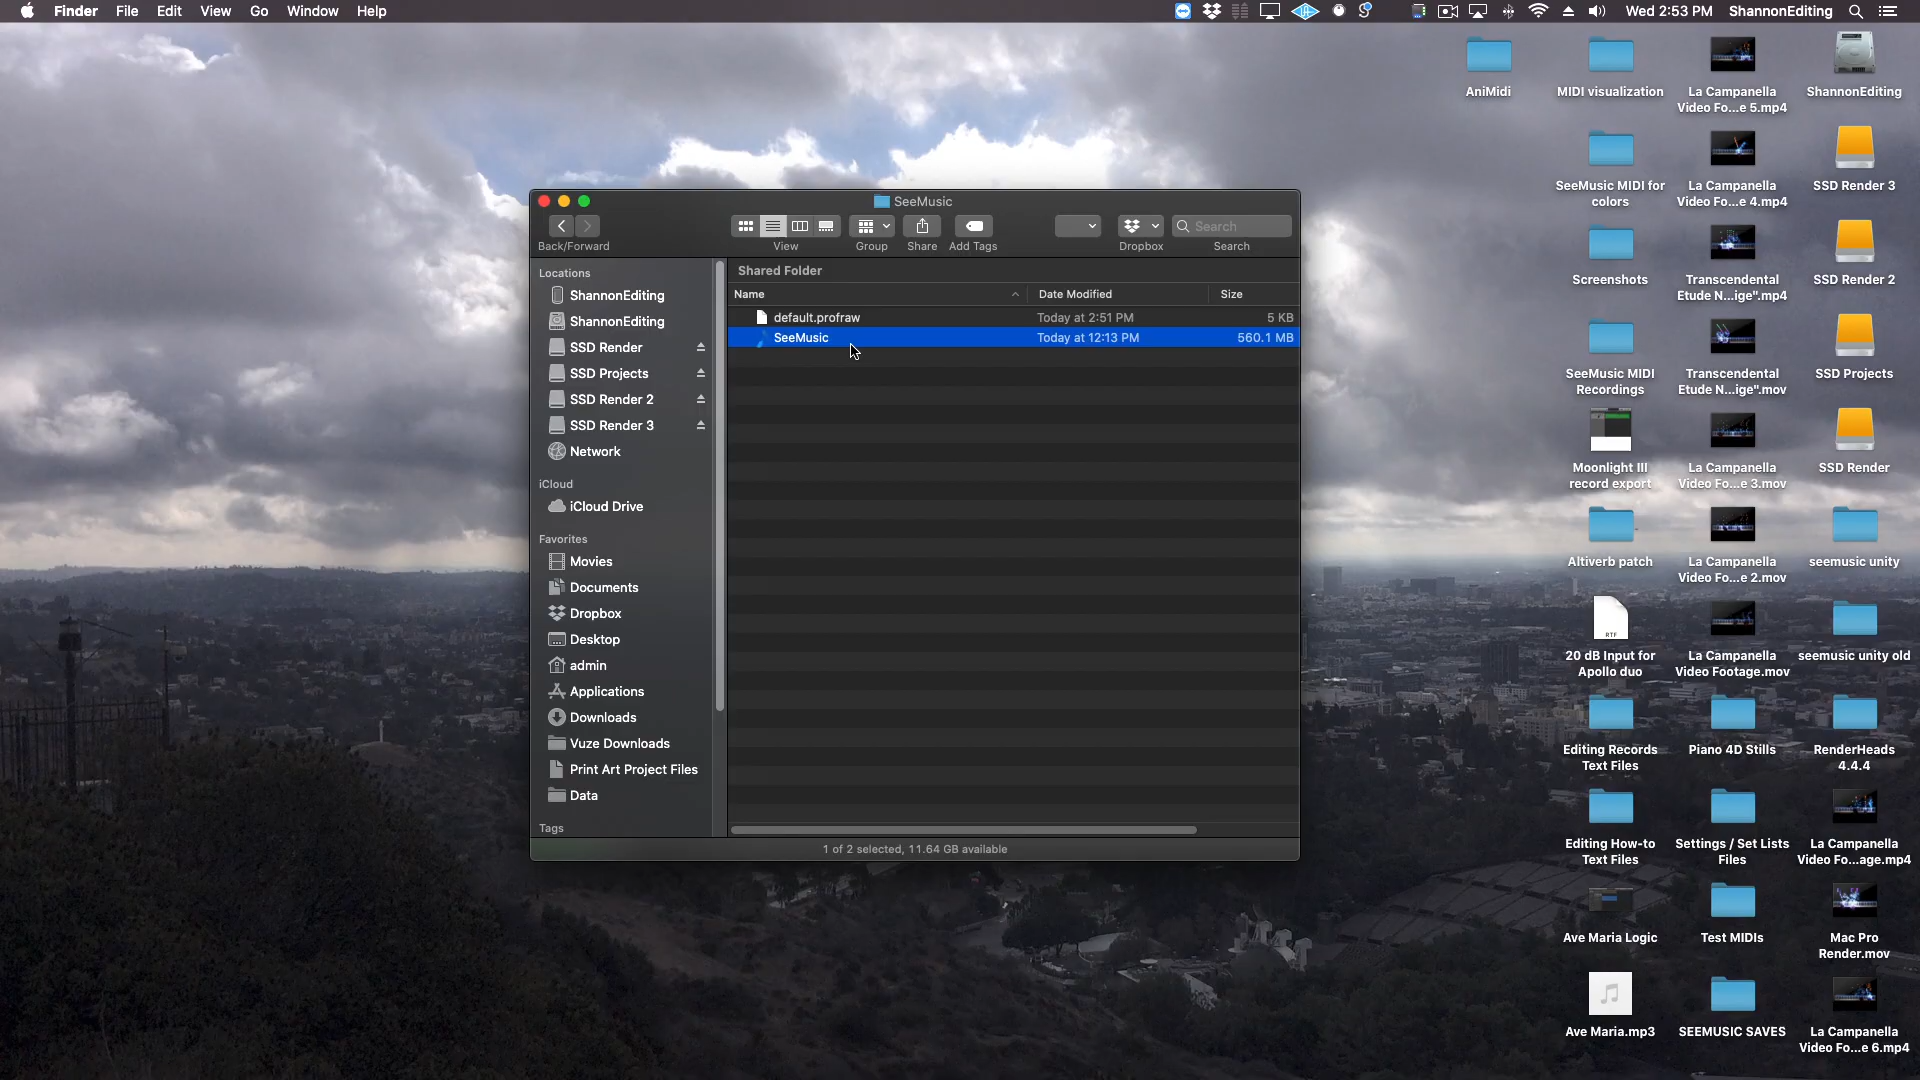 Finder File Edit View Go Window Help
Wed 2:53 PM ShannonEditing
SeeMusic
Back/Forward View Group Share Add Tags Dropbox Search
Search
Locations
ShannonEditing
ShannonEditing
SSD Render
SSD Projects
SSD Render 2
SSD Render 3
Network
iCloud
iCloud Drive
Favorites
Movies
Documents
Dropbox
Desktop
admin
Applications
Downloads
Vuze Downloads
Print Art Project Files
Data
Tags
Shared Folder
Name Date Modified Size
default.profraw Today at 2:51 PM 5 KB
SeeMusic Today at 12:13 PM 560.1 MB
1 of 2 selected, 11.64 GB available
AniMidi
MIDI visualization
La Campanella
Video Fo...e 5.mp4
ShannonEditing
SeeMusic MIDI for
colors
La Campanella
Video Fo...e 4.mp4
SSD Render 3
Screenshots
Transcendental
Etude N...ige".mp4
SSD Render 2
SeeMusic MIDI
Recordings
Transcendental
Etude N...ige".mov
SSD Projects
Moonlight III
record export
La Campanella
Video Fo...e 3.mov
SSD Render
Altiverb patch
La Campanella
Video Fo...e 2.mov
seemusic unity
RTF
20 dB Input for
Apollo duo
La Campanella
Video Footage.mov
seemusic unity old
Editing Records
Text Files
Piano 4D Stills
RenderHeads
4.4.4
Editing How-to
Text Files
Settings / Set Lists
Files
La Campanella
Video Fo...age.mp4
Ave Maria Logic
Test MIDIs
Mac Pro
Render.mov
Ave Maria.mp3
SEEMUSIC SAVES
La Campanella
Video Fo...e 6.mp4